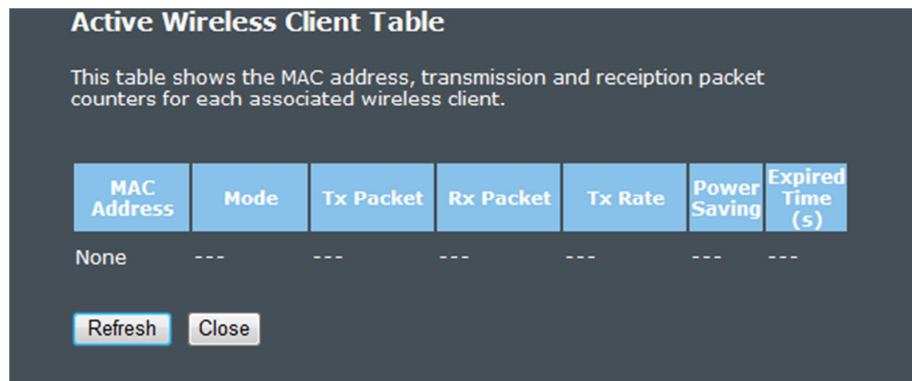 Active Wireless Client Table
This table shows the MAC address, transmission and receiption packet
counters for each associated wireless client.
MAC Address Mode Tx Packet Rx Packet Tx Rate Power Saving Expired Time (s)
None --- --- --- --- --- ---
Refresh Close